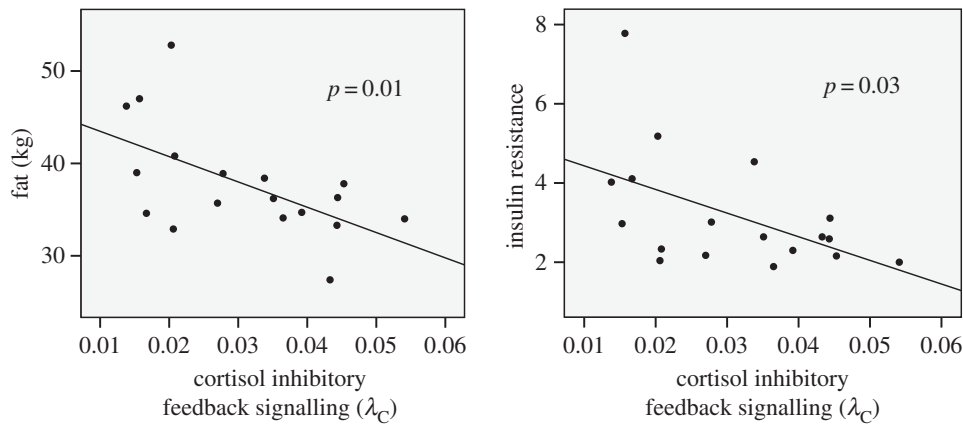 fat (kg)
50
40
30
p = 0.01
0.01 0.02 0.03 0.04 0.05 0.06
cortisol inhibitory
feedback signalling (λC)
insulin resistance
8
6
4
2
p = 0.03
0.01 0.02 0.03 0.04 0.05 0.06
cortisol inhibitory
feedback signalling (λC)